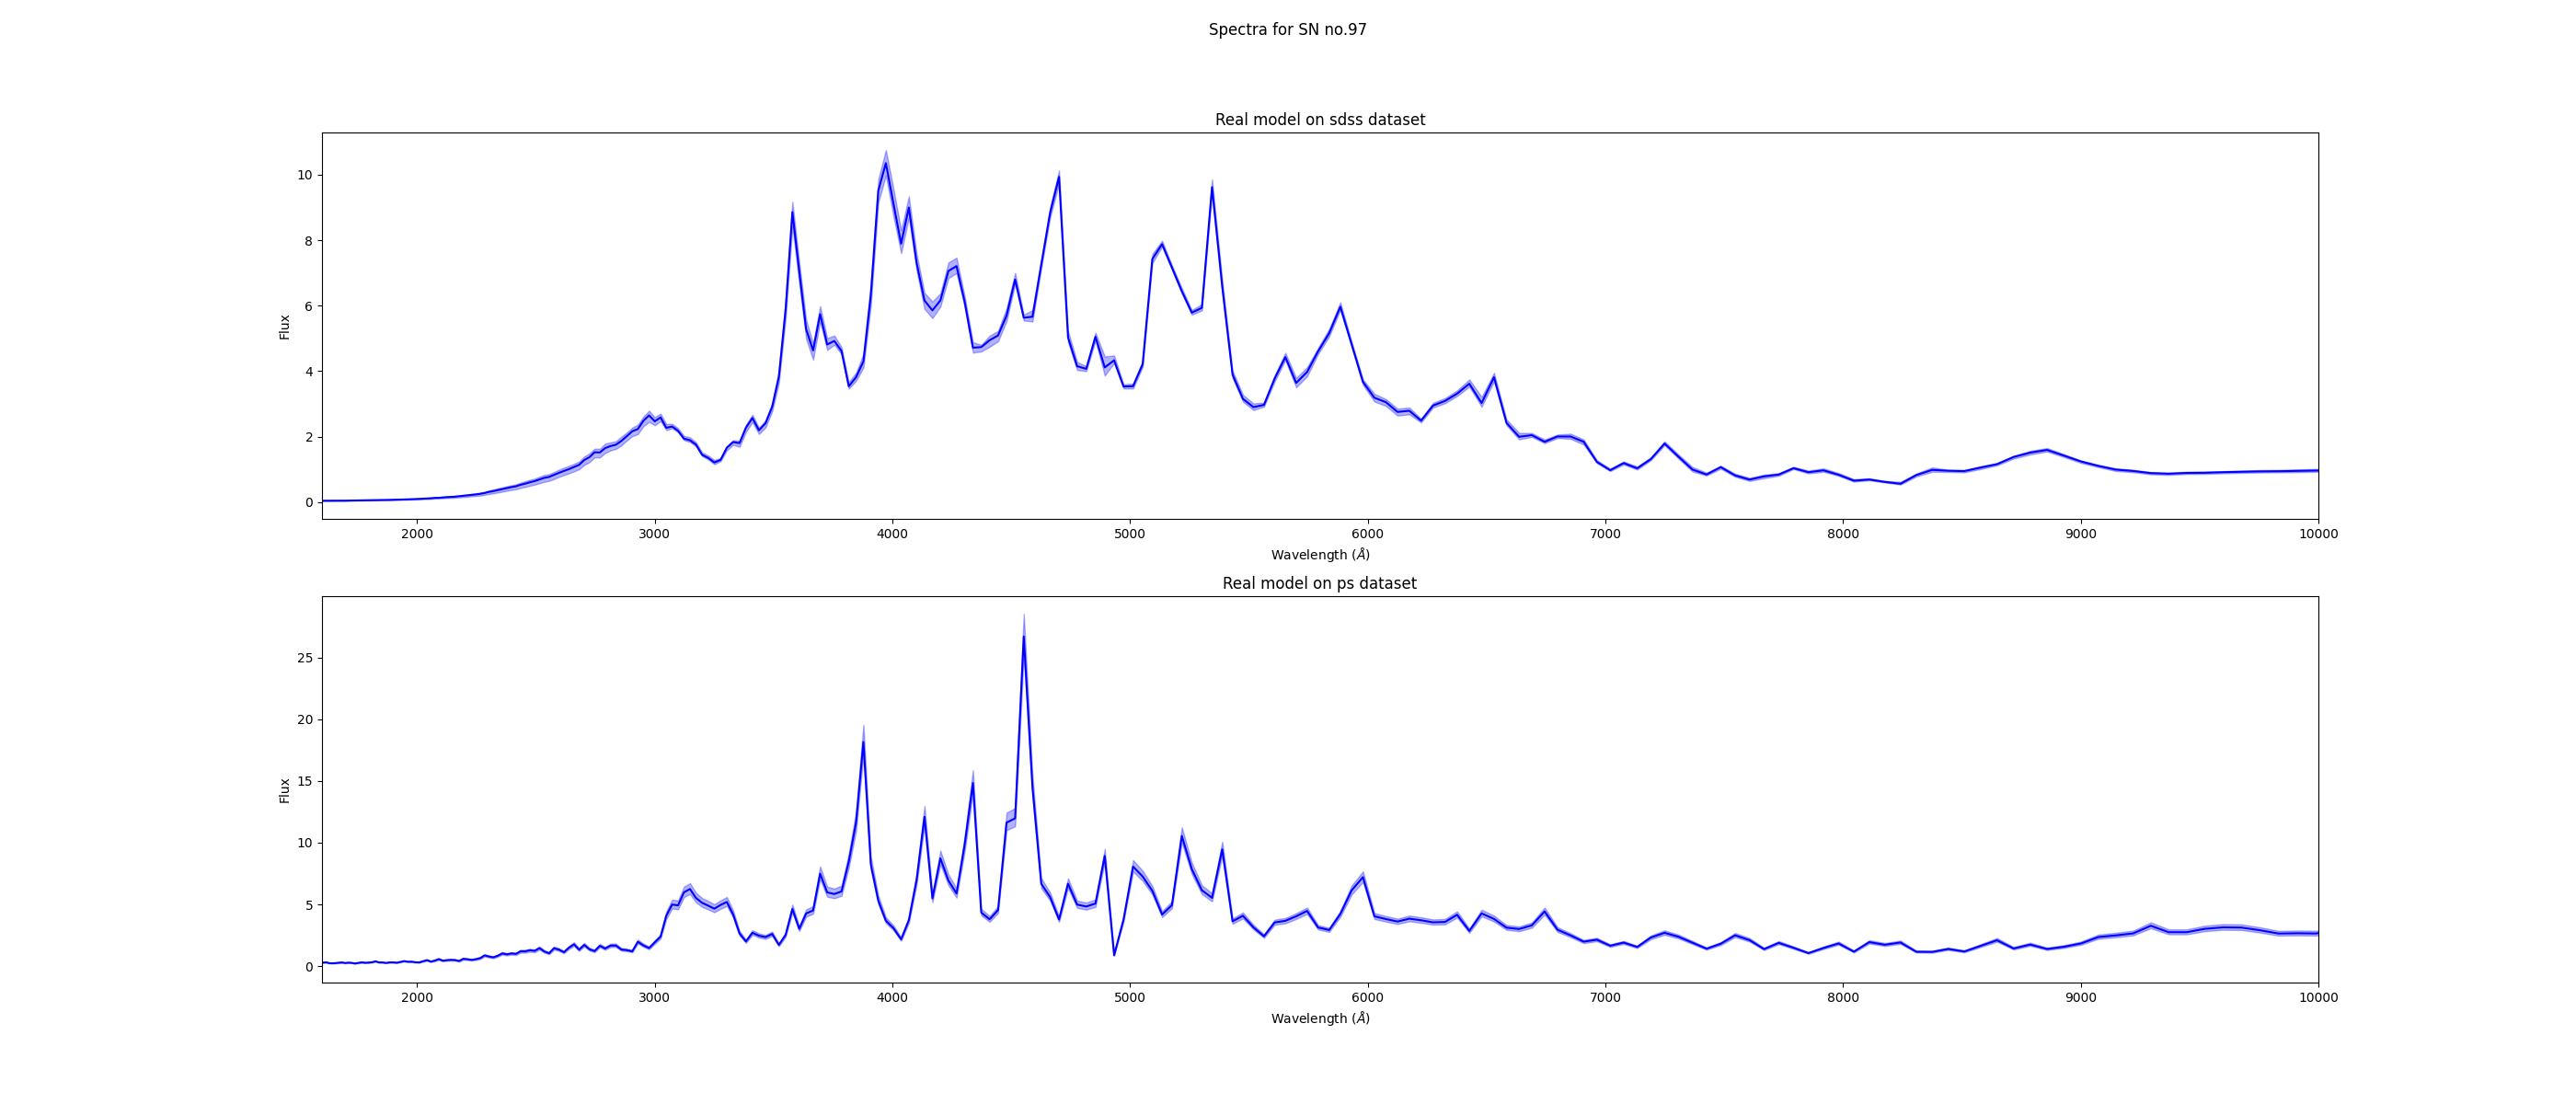 Spectra for SN no.97
Real model on sdss dataset
Flux
10
8
6
4
2
0
2000 3000 4000 5000 6000 7000 8000 9000 10000
Wavelength (Å)
Real model on ps dataset
Flux
25
20
15
10
5
0
2000 3000 4000 5000 6000 7000 8000 9000 10000
Wavelength (Å)